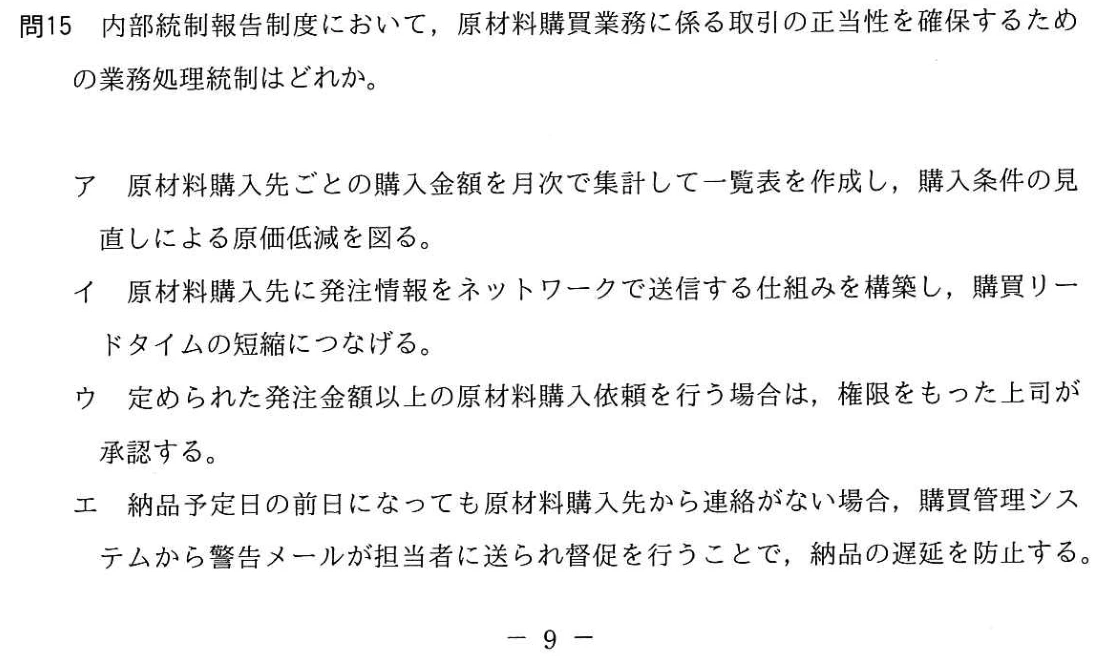 問15 内部統制報告制度において，原材料購買業務に係る取引の正当性を確保するため
の業務処理統制はどれか。
ア 原材料購入先ごとの購入金額を月次で集計して一覧表を作成し，購入条件の見
直しによる原価低減を図る。
イ 原材料購入先に発注情報をネットワークで送信する仕組みを構築し，購買リー
ドタイムの短縮につなげる。
ウ 定められた発注金額以上の原材料購入依頼を行う場合は，権限をもった上司が
承認する。
エ 納品予定日の前日になっても原材料購入先から連絡がない場合，購買管理シス
テムから警告メールが担当者に送られ督促を行うことで，納品の遅延を防止する。
－ 9 －